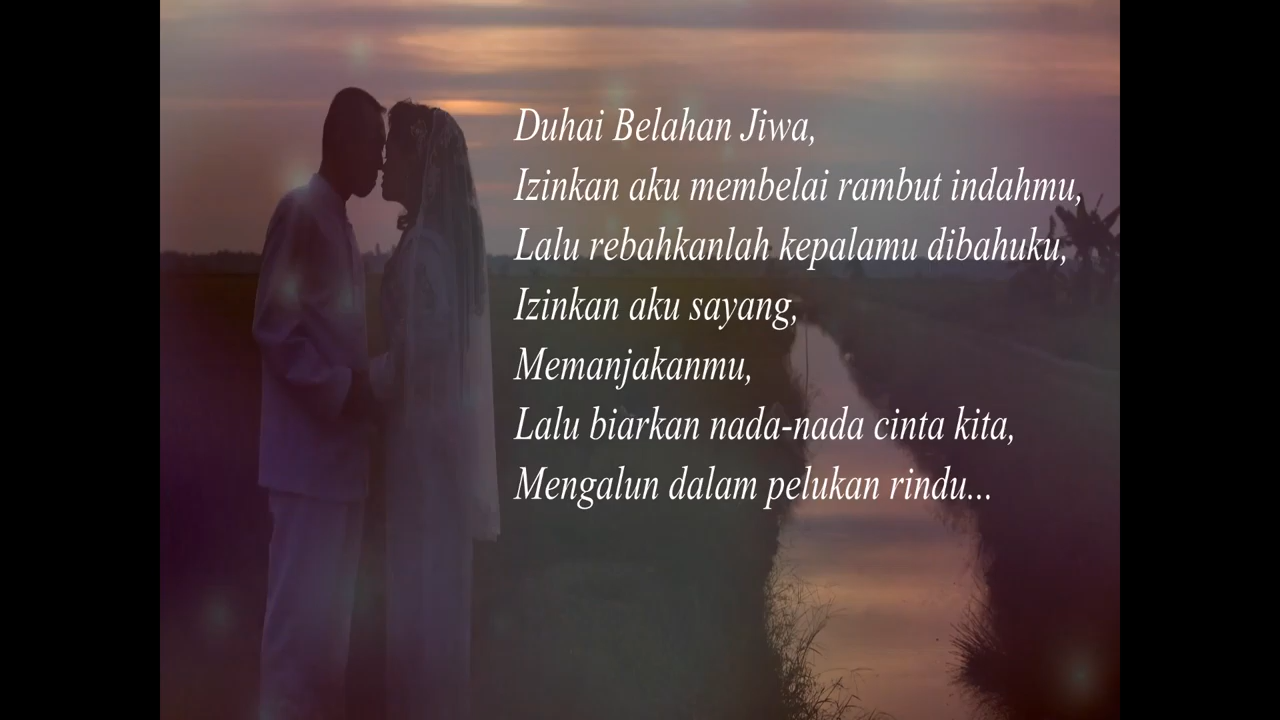 Duhai Belahan Jiwa,
Izinkan aku membelai rambut indahmu,
Lalu rebahkanlah kepalamu dibahuku,
Izinkan aku sayang,
Memanjakanmu,
Lalu biarkan nada-nada cinta kita,
Mengalun dalam pelukan rindu...